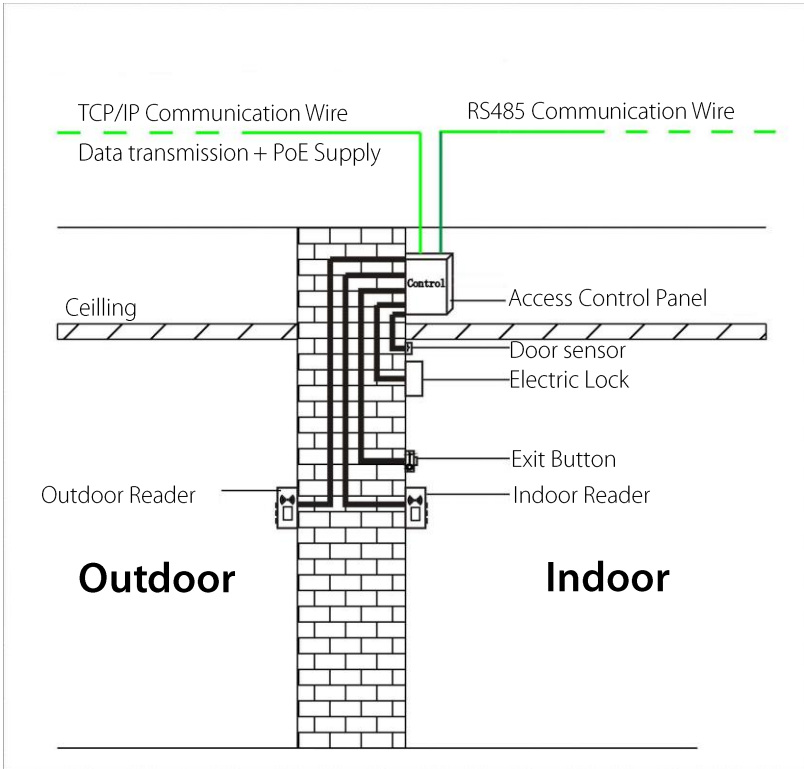 TCP/IP Communication Wire
RS485 Communication Wire
Data transmission + PoE Supply
Control
Access Control Panel
Ceilling
Door sensor
Electric Lock
Exit Button
Outdoor Reader
Indoor Reader
Outdoor
Indoor